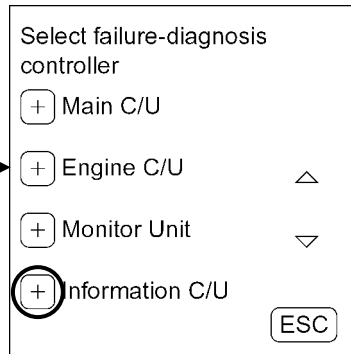 Select failure-diagnosis
controller
+ Main C/U
+ Engine C/U
+ Monitor Unit
+ Information C/U
ESC